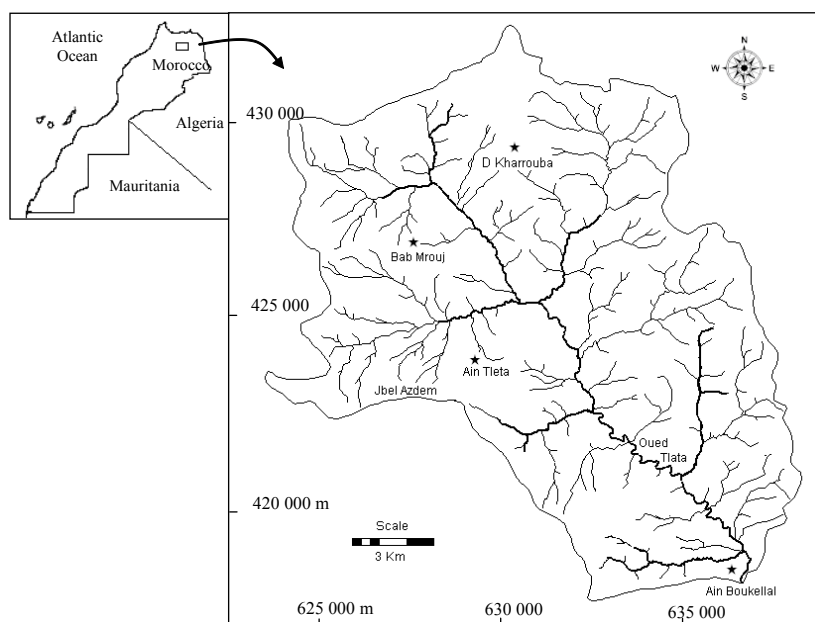 Atlantic
Ocean
Morocco
Algeria
Mauritania
N
W E
S
430 000
D Kharrouba
Bab Mrouj
425 000
Ain Tleta
Jbel Azdem
Oued
Tlata
420 000 m
Scale
3 Km
Ain Boukellal
625 000 m
630 000
635 000